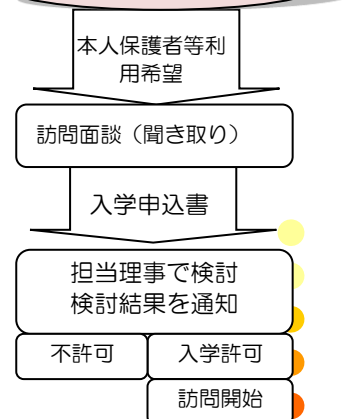 本人保護者等利
用希望
訪問面談（聞き取り）
入学申込書
担当理事で検討
検討結果を通知
不許可
入学許可
訪問開始